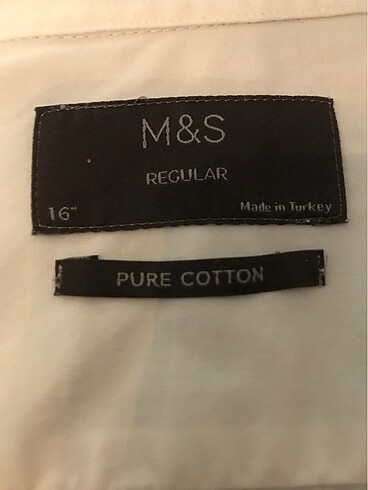 M&S
REGULAR
16" Made in Turkey
PURE COTTON